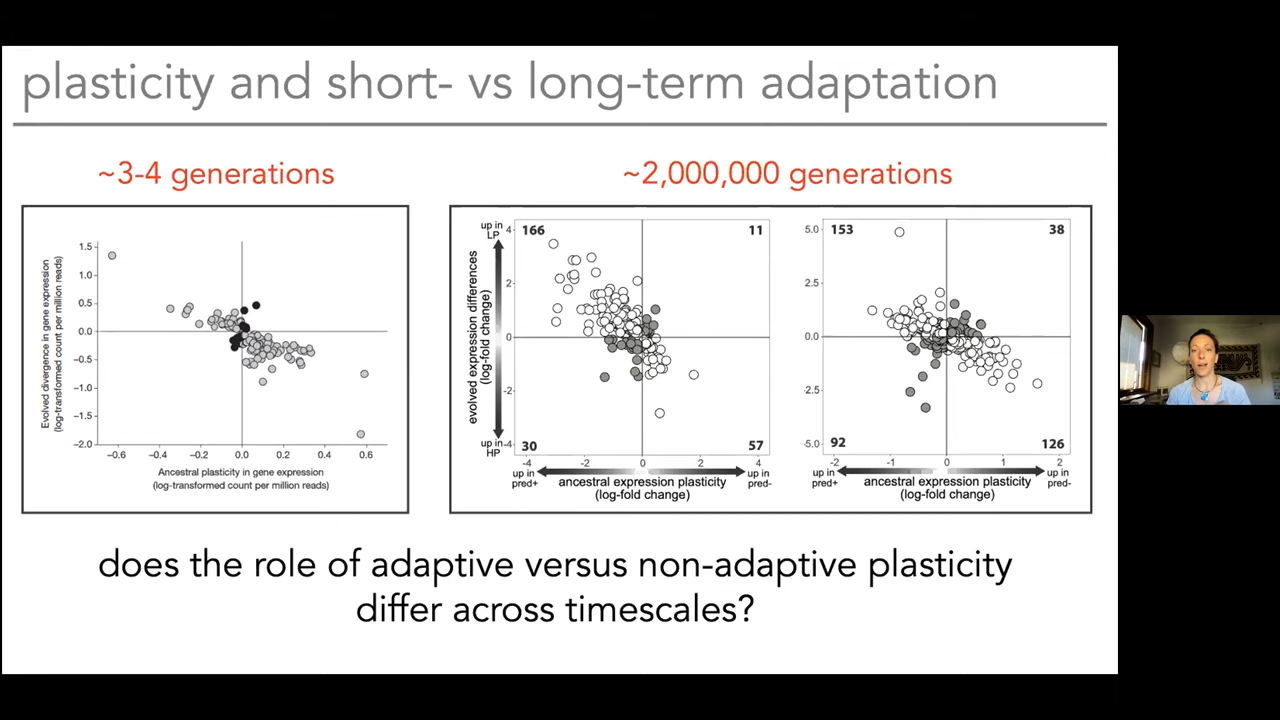 plasticity and short- vs long-term adaptation
~3-4 generations
~2,000,000 generations
Evolved divergence in gene expression
(log-transformed count per million reads)
1.5
1.0
0.5
0.0
−0.5
−1.0
−1.5
−2.0
−0.6 −0.4 −0.2 0.0 0.2 0.4 0.6
Ancestral plasticity in gene expression
(log-transformed count per million reads)
up in
LP
evolved expression differences
(log-fold change)
up in
HP
4
2
0
-2
-4
166 11
30 57
-4 -2 0 2 4
up in
pred+
ancestral expression plasticity
(log-fold change)
up in
pred-
5.0
2.5
0.0
-2.5
-5.0
153 38
92 126
-2 -1 0 1 2
up in
pred+
ancestral expression plasticity
(log-fold change)
up in
pred-
does the role of adaptive versus non-adaptive plasticity
differ across timescales?